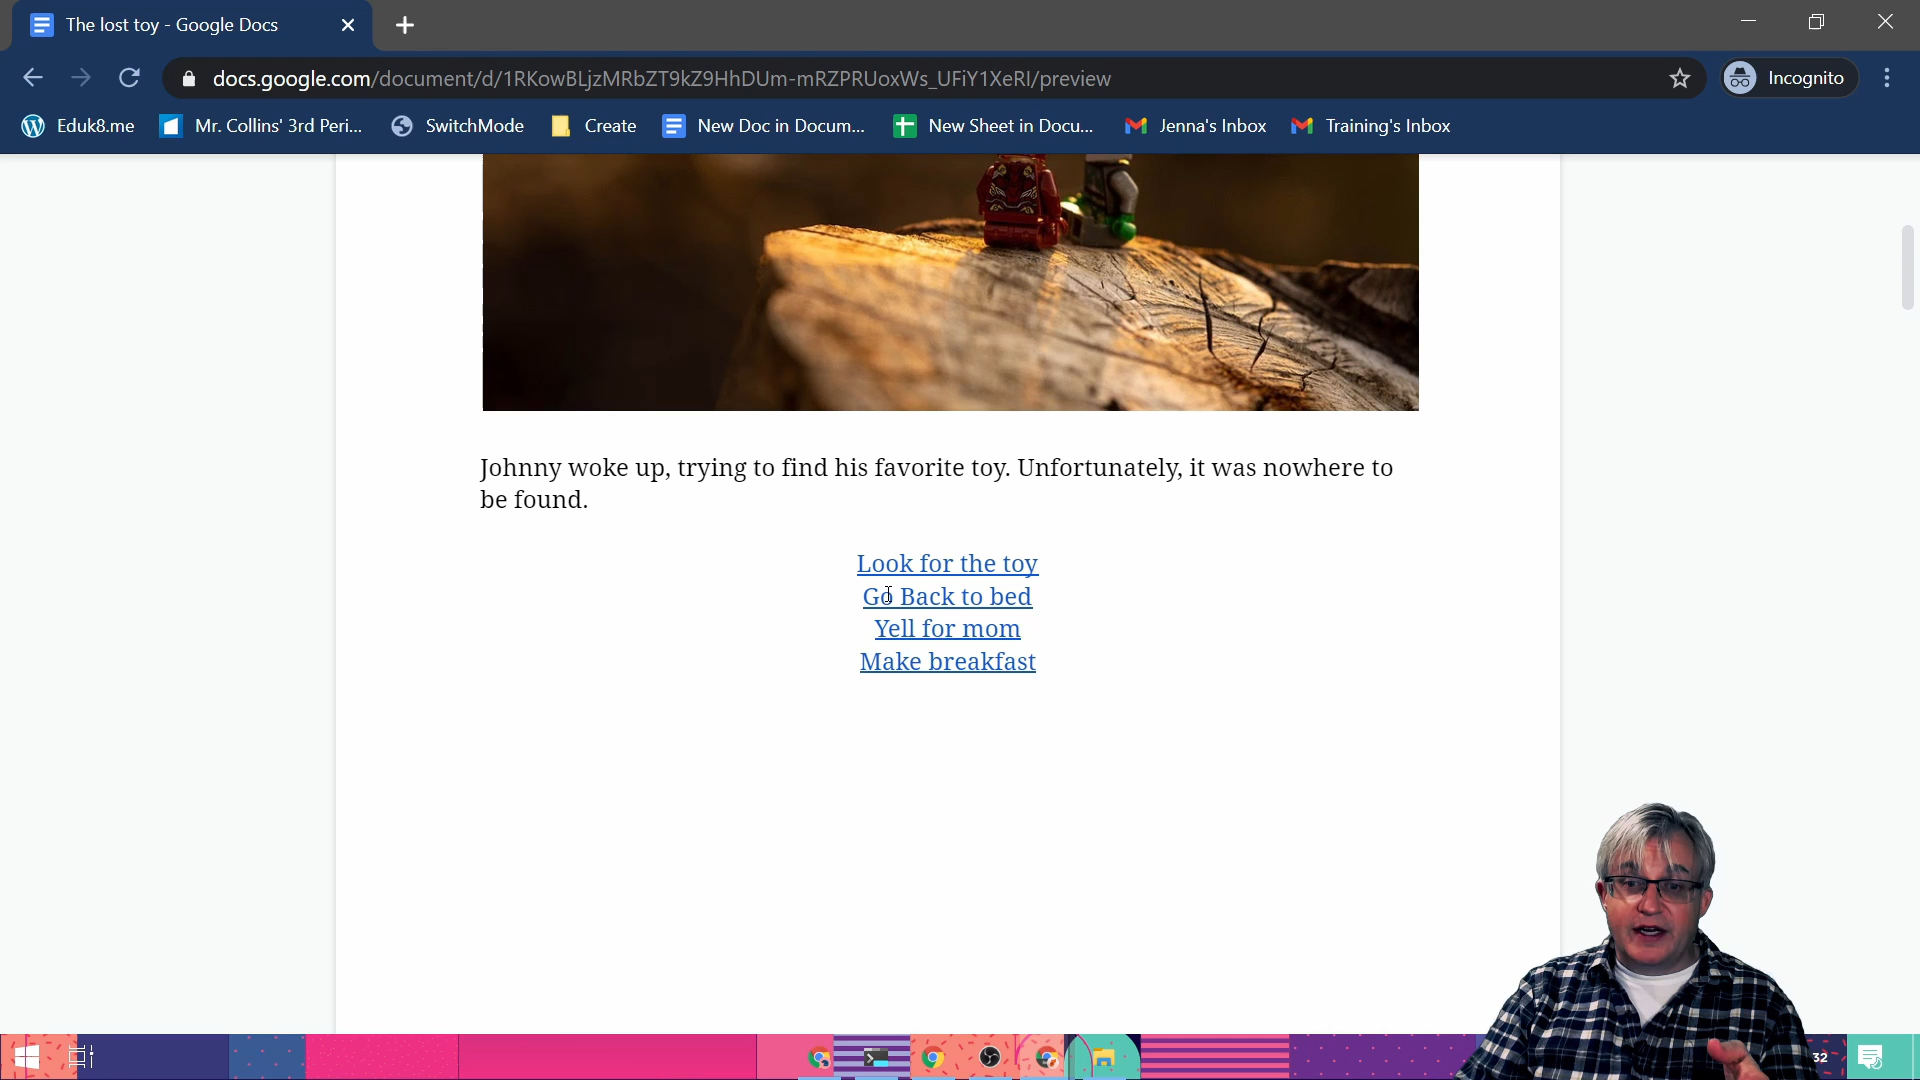 The lost toy - Google Docs
docs.google.com/document/d/1RKowBLjzMRbZT9kZ9HhDUm-mRZPRUoxWs_UFiY1XeRI/preview
Incognito
Eduk8.me
Mr. Collins' 3rd Peri...
SwitchMode
Create
New Doc in Docum...
New Sheet in Docu...
Jenna's Inbox
Training's Inbox
Johnny woke up, trying to find his favorite toy. Unfortunately, it was nowhere to
be found.
Look for the toy
Go Back to bed
Yell for mom
Make breakfast
32